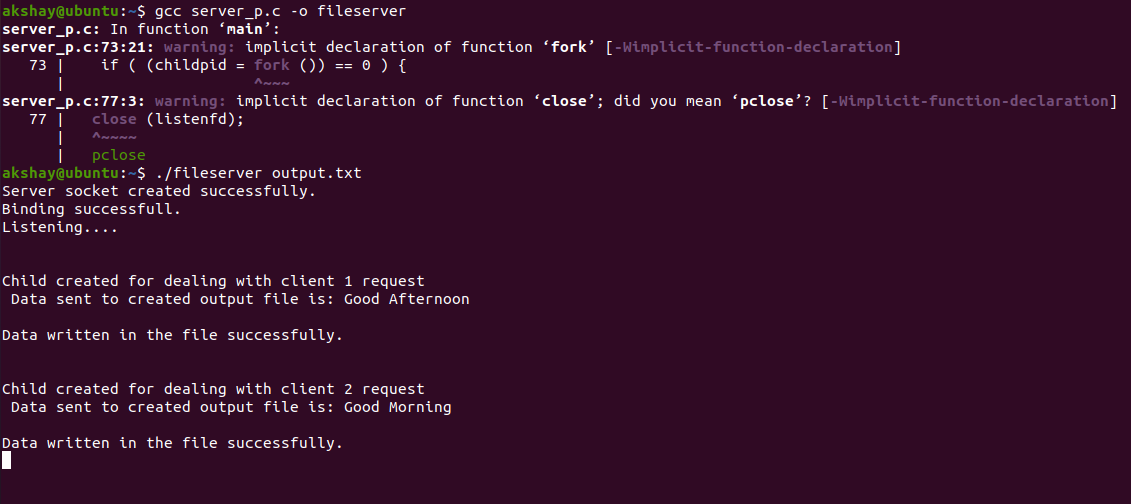 akshay@ubuntu:~$ gcc server_p.c -o fileserver
server_p.c: In function ‘main’:
server_p.c:73:21: warning: implicit declaration of function ‘fork’ [-Wimplicit-function-declaration]
   73 |    if ( (childpid = fork ()) == 0 ) {
      |                     ^~~~
server_p.c:77:3: warning: implicit declaration of function ‘close’; did you mean ‘pclose’? [-Wimplicit-function-declaration]
   77 |   close (listenfd);
      |   ^~~~~
      |   pclose
akshay@ubuntu:~$ ./fileserver output.txt
Server socket created successfully.
Binding successfull.
Listening....
Child created for dealing with client 1 request
 Data sent to created output file is: Good Afternoon
Data written in the file successfully.
Child created for dealing with client 2 request
 Data sent to created output file is: Good Morning
Data written in the file successfully.